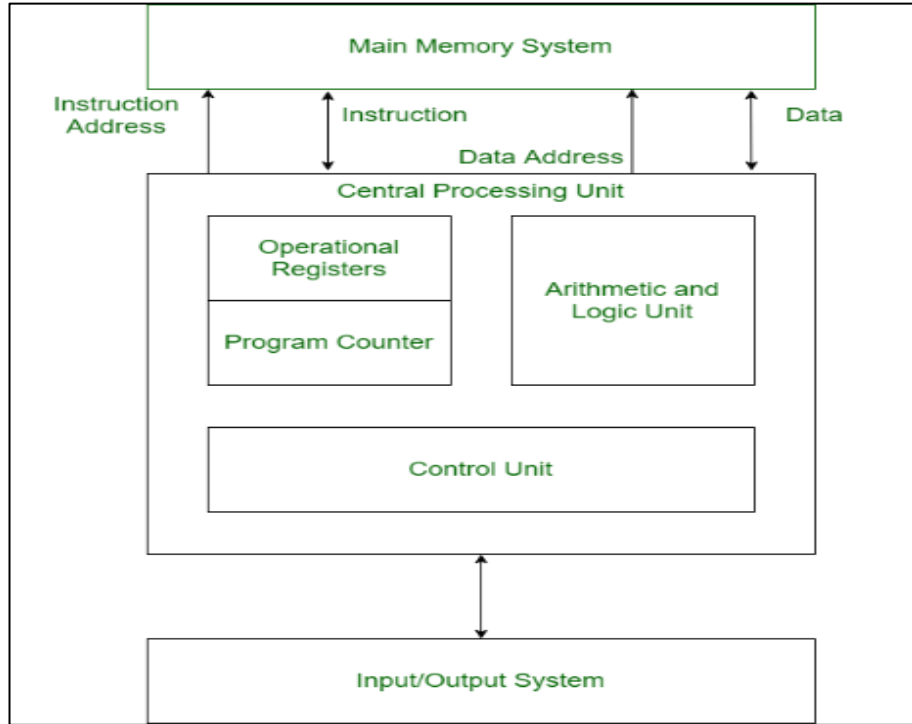 Main Memory System
Instruction
Address
Instruction
Data Address
Data
Central Processing Unit
Operational
Registers
Program Counter
Arithmetic and
Logic Unit
Control Unit
Input/Output System